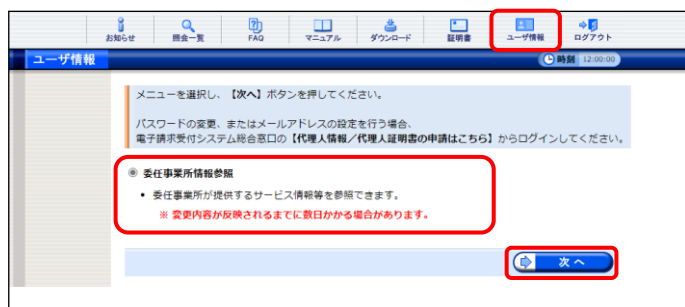 お知らせ 照会一覧 FAQ マニュアル ダウンロード 証明書 ユーザ情報 ログアウト
ユーザ情報 時刻 12:00:00
メニューを選択し、【次へ】ボタンを押してください。
パスワードの変更、またはメールアドレスの設定を行う場合、
電子請求受付システム総合窓口の【代理人情報／代理人証明書の申請はこちら】からログインしてください。
委任事業所情報参照
• 委任事業所が提供するサービス情報等を参照できます。
※ 変更内容が反映されるまでに数日かかる場合があります。
次へ